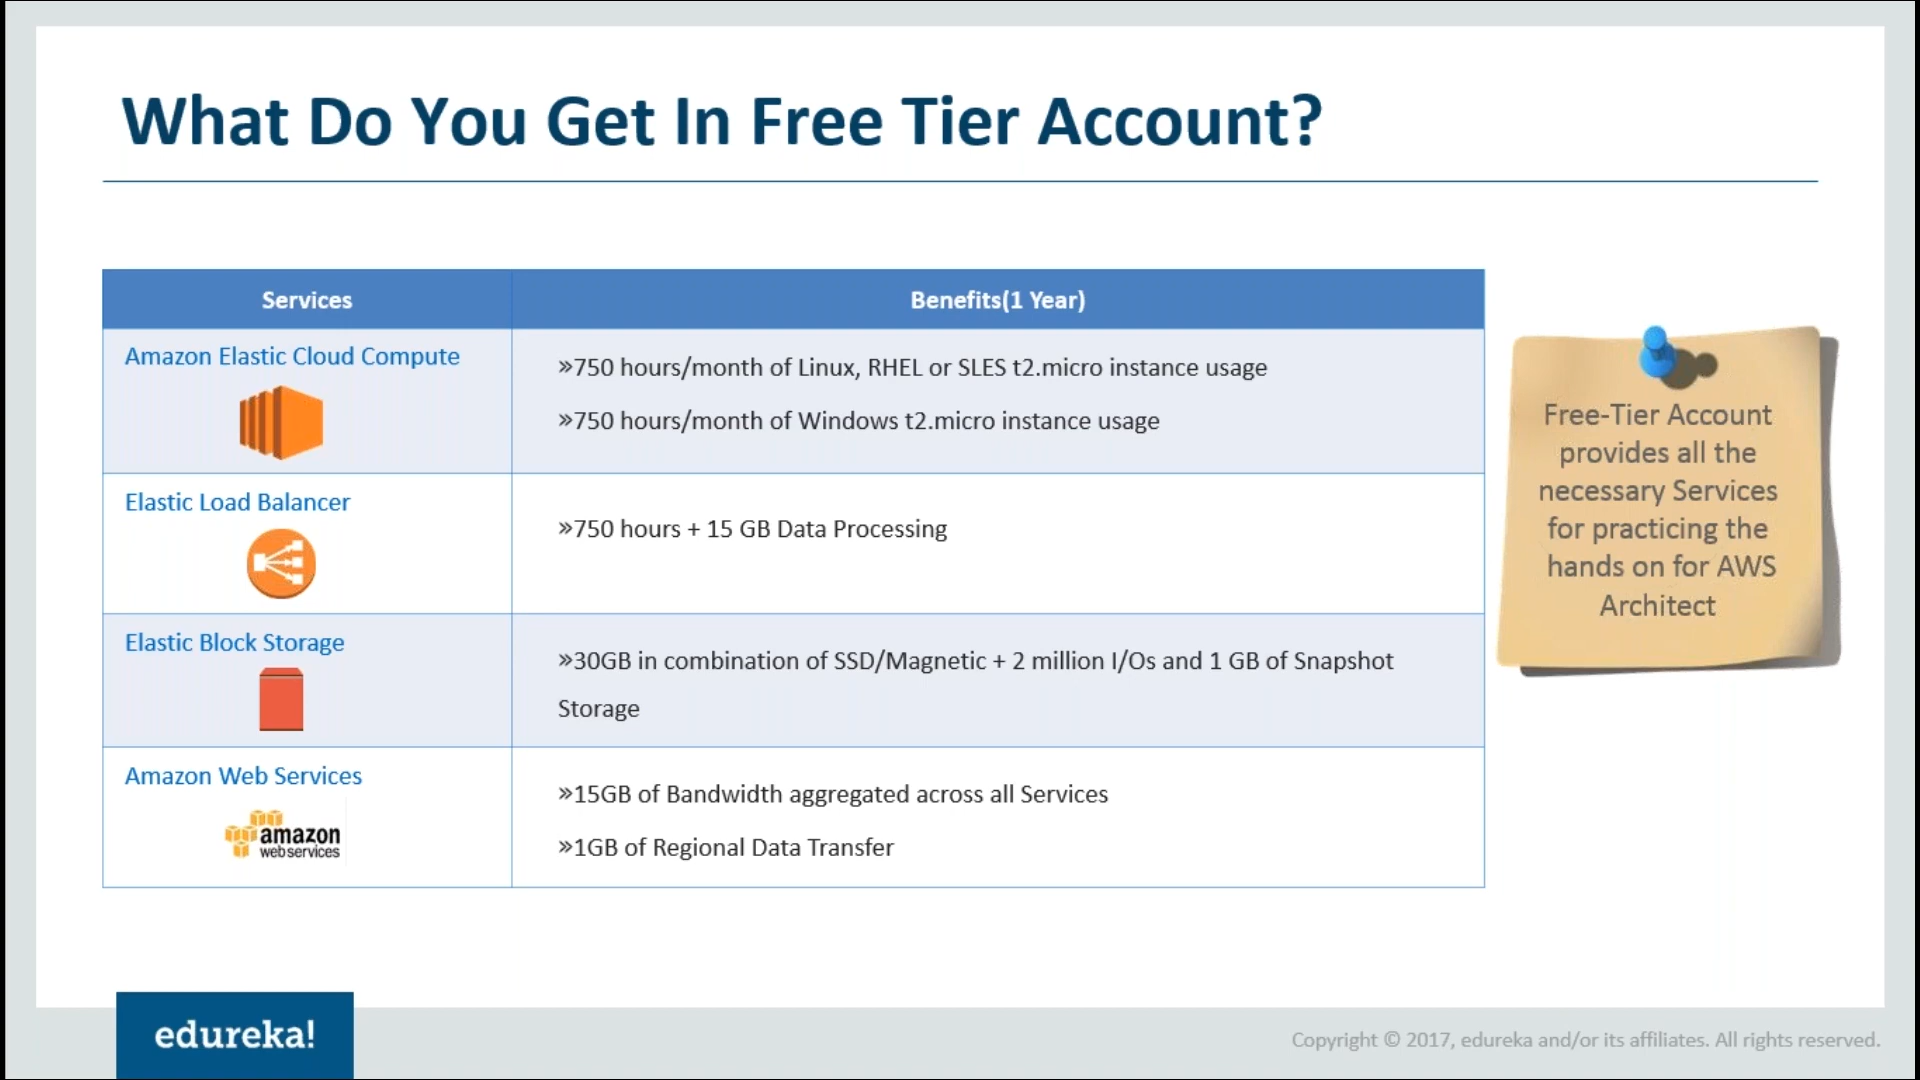 What Do You Get In Free Tier Account?
Services
Benefits(1 Year)
Amazon Elastic Cloud Compute
»750 hours/month of Linux, RHEL or SLES t2.micro instance usage
»750 hours/month of Windows t2.micro instance usage
Elastic Load Balancer
»750 hours + 15 GB Data Processing
Elastic Block Storage
»30GB in combination of SSD/Magnetic + 2 million I/Os and 1 GB of Snapshot
Storage
Amazon Web Services
amazon
webservices
»15GB of Bandwidth aggregated across all Services
»1GB of Regional Data Transfer
Free-Tier Account
provides all the
necessary Services
for practicing the
hands on for AWS
Architect
edureka!
Copyright © 2017, edureka and/or its affiliates. All rights reserved.